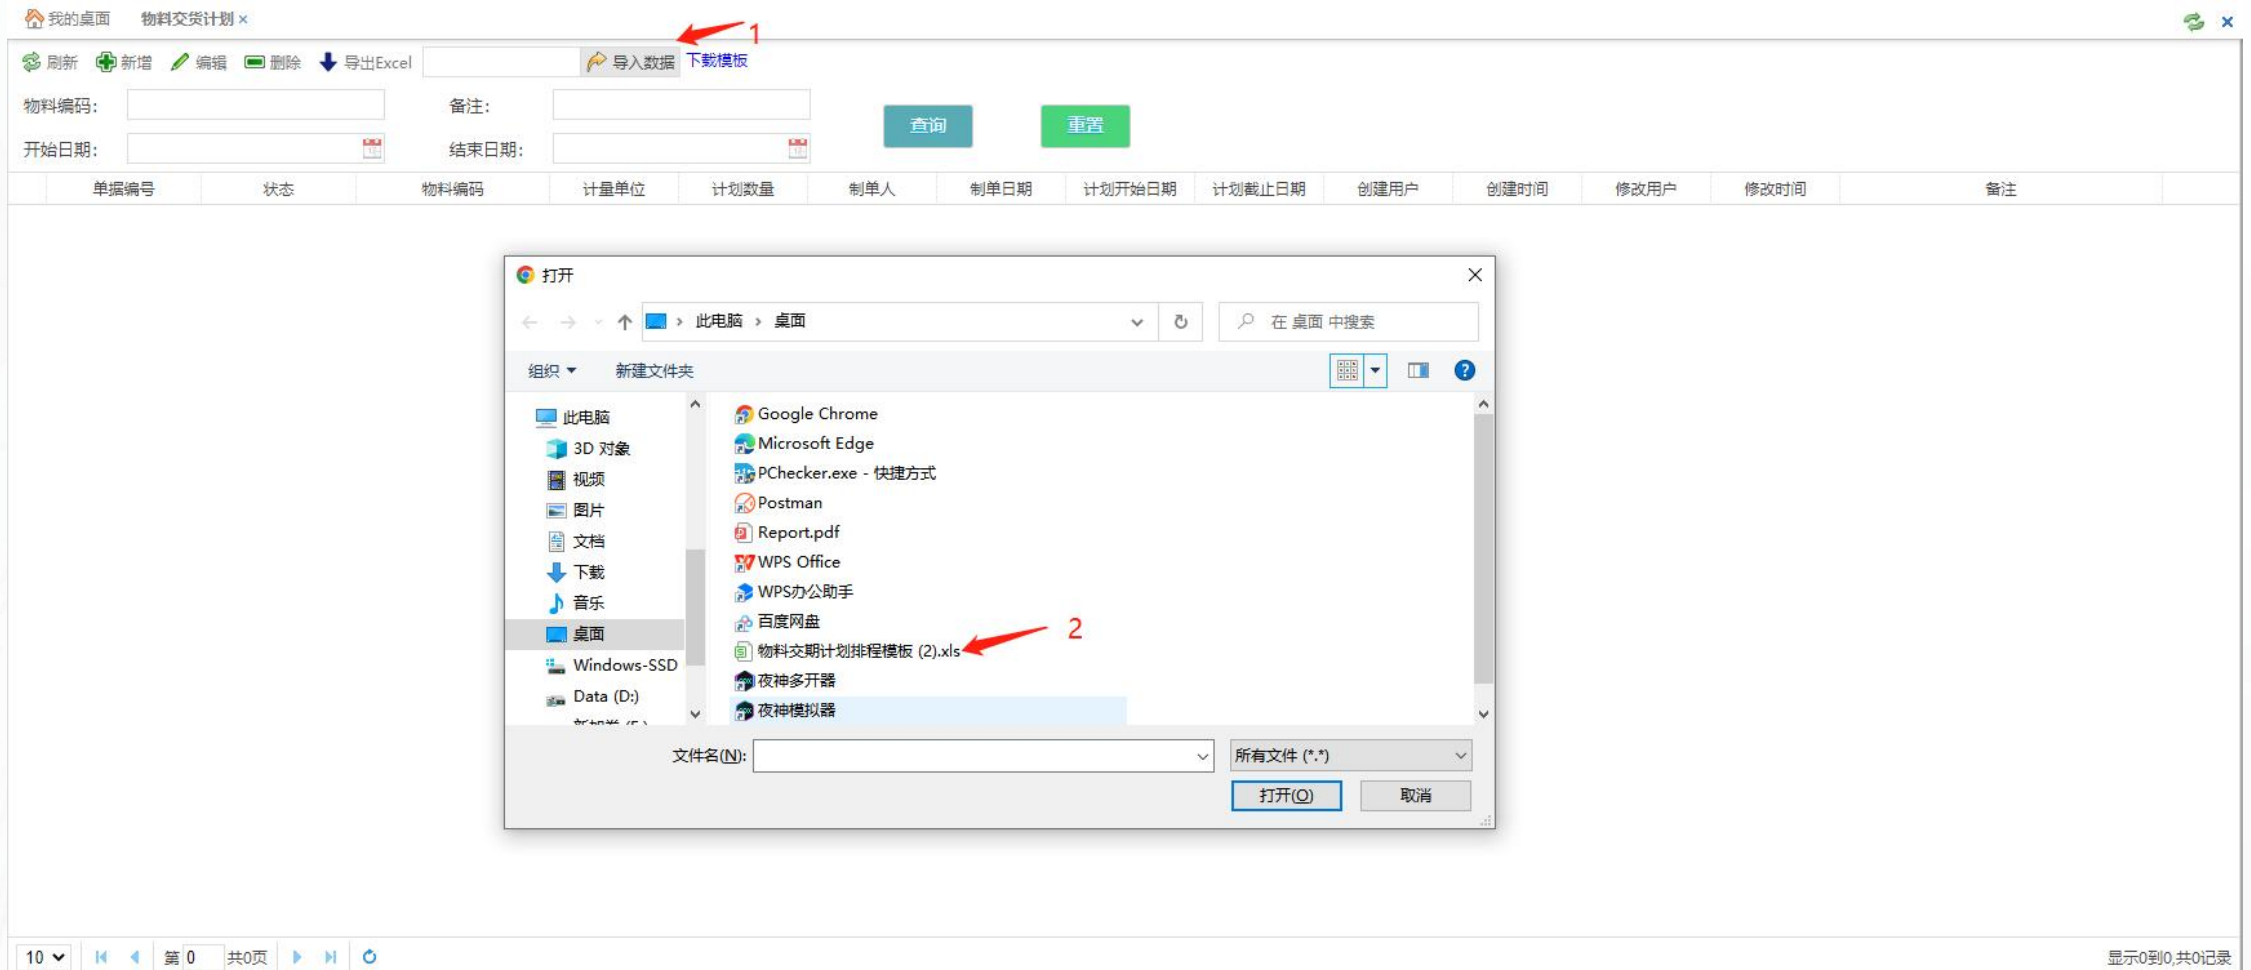 我的桌面 物料交货计划
1
刷新 新增 编辑 删除 导出Excel 导入数据 下载模板
物料编码: 备注: 查询 重置
开始日期: 结束日期:
单据编号 状态 物料编码 计量单位 计划数量 制单人 制单日期 计划开始日期 计划截止日期 创建用户 创建时间 修改用户 修改时间 备注
打开
此电脑 › 桌面 在 桌面 中搜索
组织 新建文件夹
此电脑
3D 对象
视频
图片
文档
下载
音乐
桌面
Windows-SSD
Data (D:)
Google Chrome
Microsoft Edge
PChecker.exe - 快捷方式
Postman
Report.pdf
WPS Office
WPS办公助手
百度网盘
物料交期计划排程模板 (2).xls
2
夜神多开器
夜神模拟器
文件名(N): 所有文件 (*.*)
打开(O) 取消
10 第 0 共0页 显示0到0,共0记录